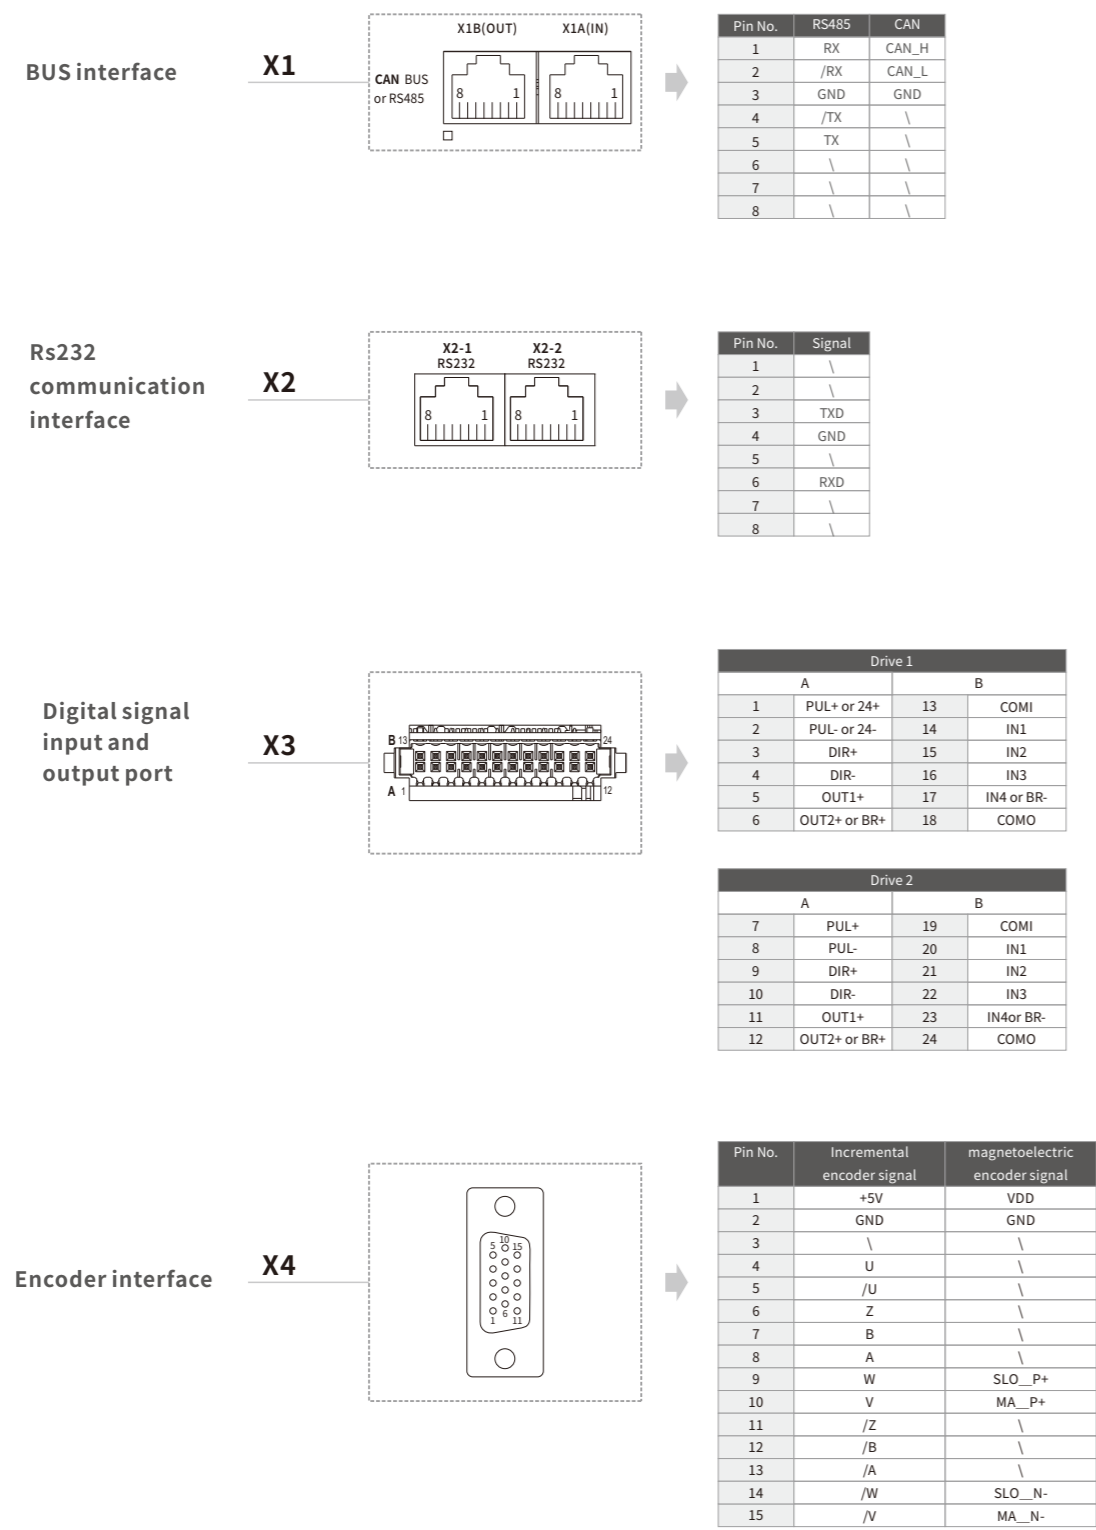 BUS interface
X1
X1B(OUT) X1A(IN)
CAN BUS
or RS485
8 1 8 1
Pin No. RS485 CAN
1 RX CAN_H
2 /RX CAN_L
3 GND GND
4 /TX \
5 TX \
6 \ \
7 \ \
8 \ \
Rs232
communication
interface
X2
X2-1 X2-2
RS232 RS232
8 1 8 1
Pin No. Signal
1 \
2 \
3 TXD
4 GND
5 \
6 RXD
7 \
8 \
Digital signal
input and
output port
X3
B 13 24
A 1 12
Drive 1
A B
1 PUL+ or 24+ 13 COMI
2 PUL- or 24- 14 IN1
3 DIR+ 15 IN2
4 DIR- 16 IN3
5 OUT1+ 17 IN4 or BR-
6 OUT2+ or BR+ 18 COMO
Drive 2
A B
7 PUL+ 19 COMI
8 PUL- 20 IN1
9 DIR+ 21 IN2
10 DIR- 22 IN3
11 OUT1+ 23 IN4or BR-
12 OUT2+ or BR+ 24 COMO
Encoder interface
X4
5 10 15
1 6 11
Pin No. Incremental magnetoelectric
encoder signal encoder signal
1 +5V VDD
2 GND GND
3 \ \
4 U \
5 /U \
6 Z \
7 B \
8 A \
9 W SLO__P+
10 V MA__P+
11 /Z \
12 /B \
13 /A \
14 /W SLO__N-
15 /V MA__N-